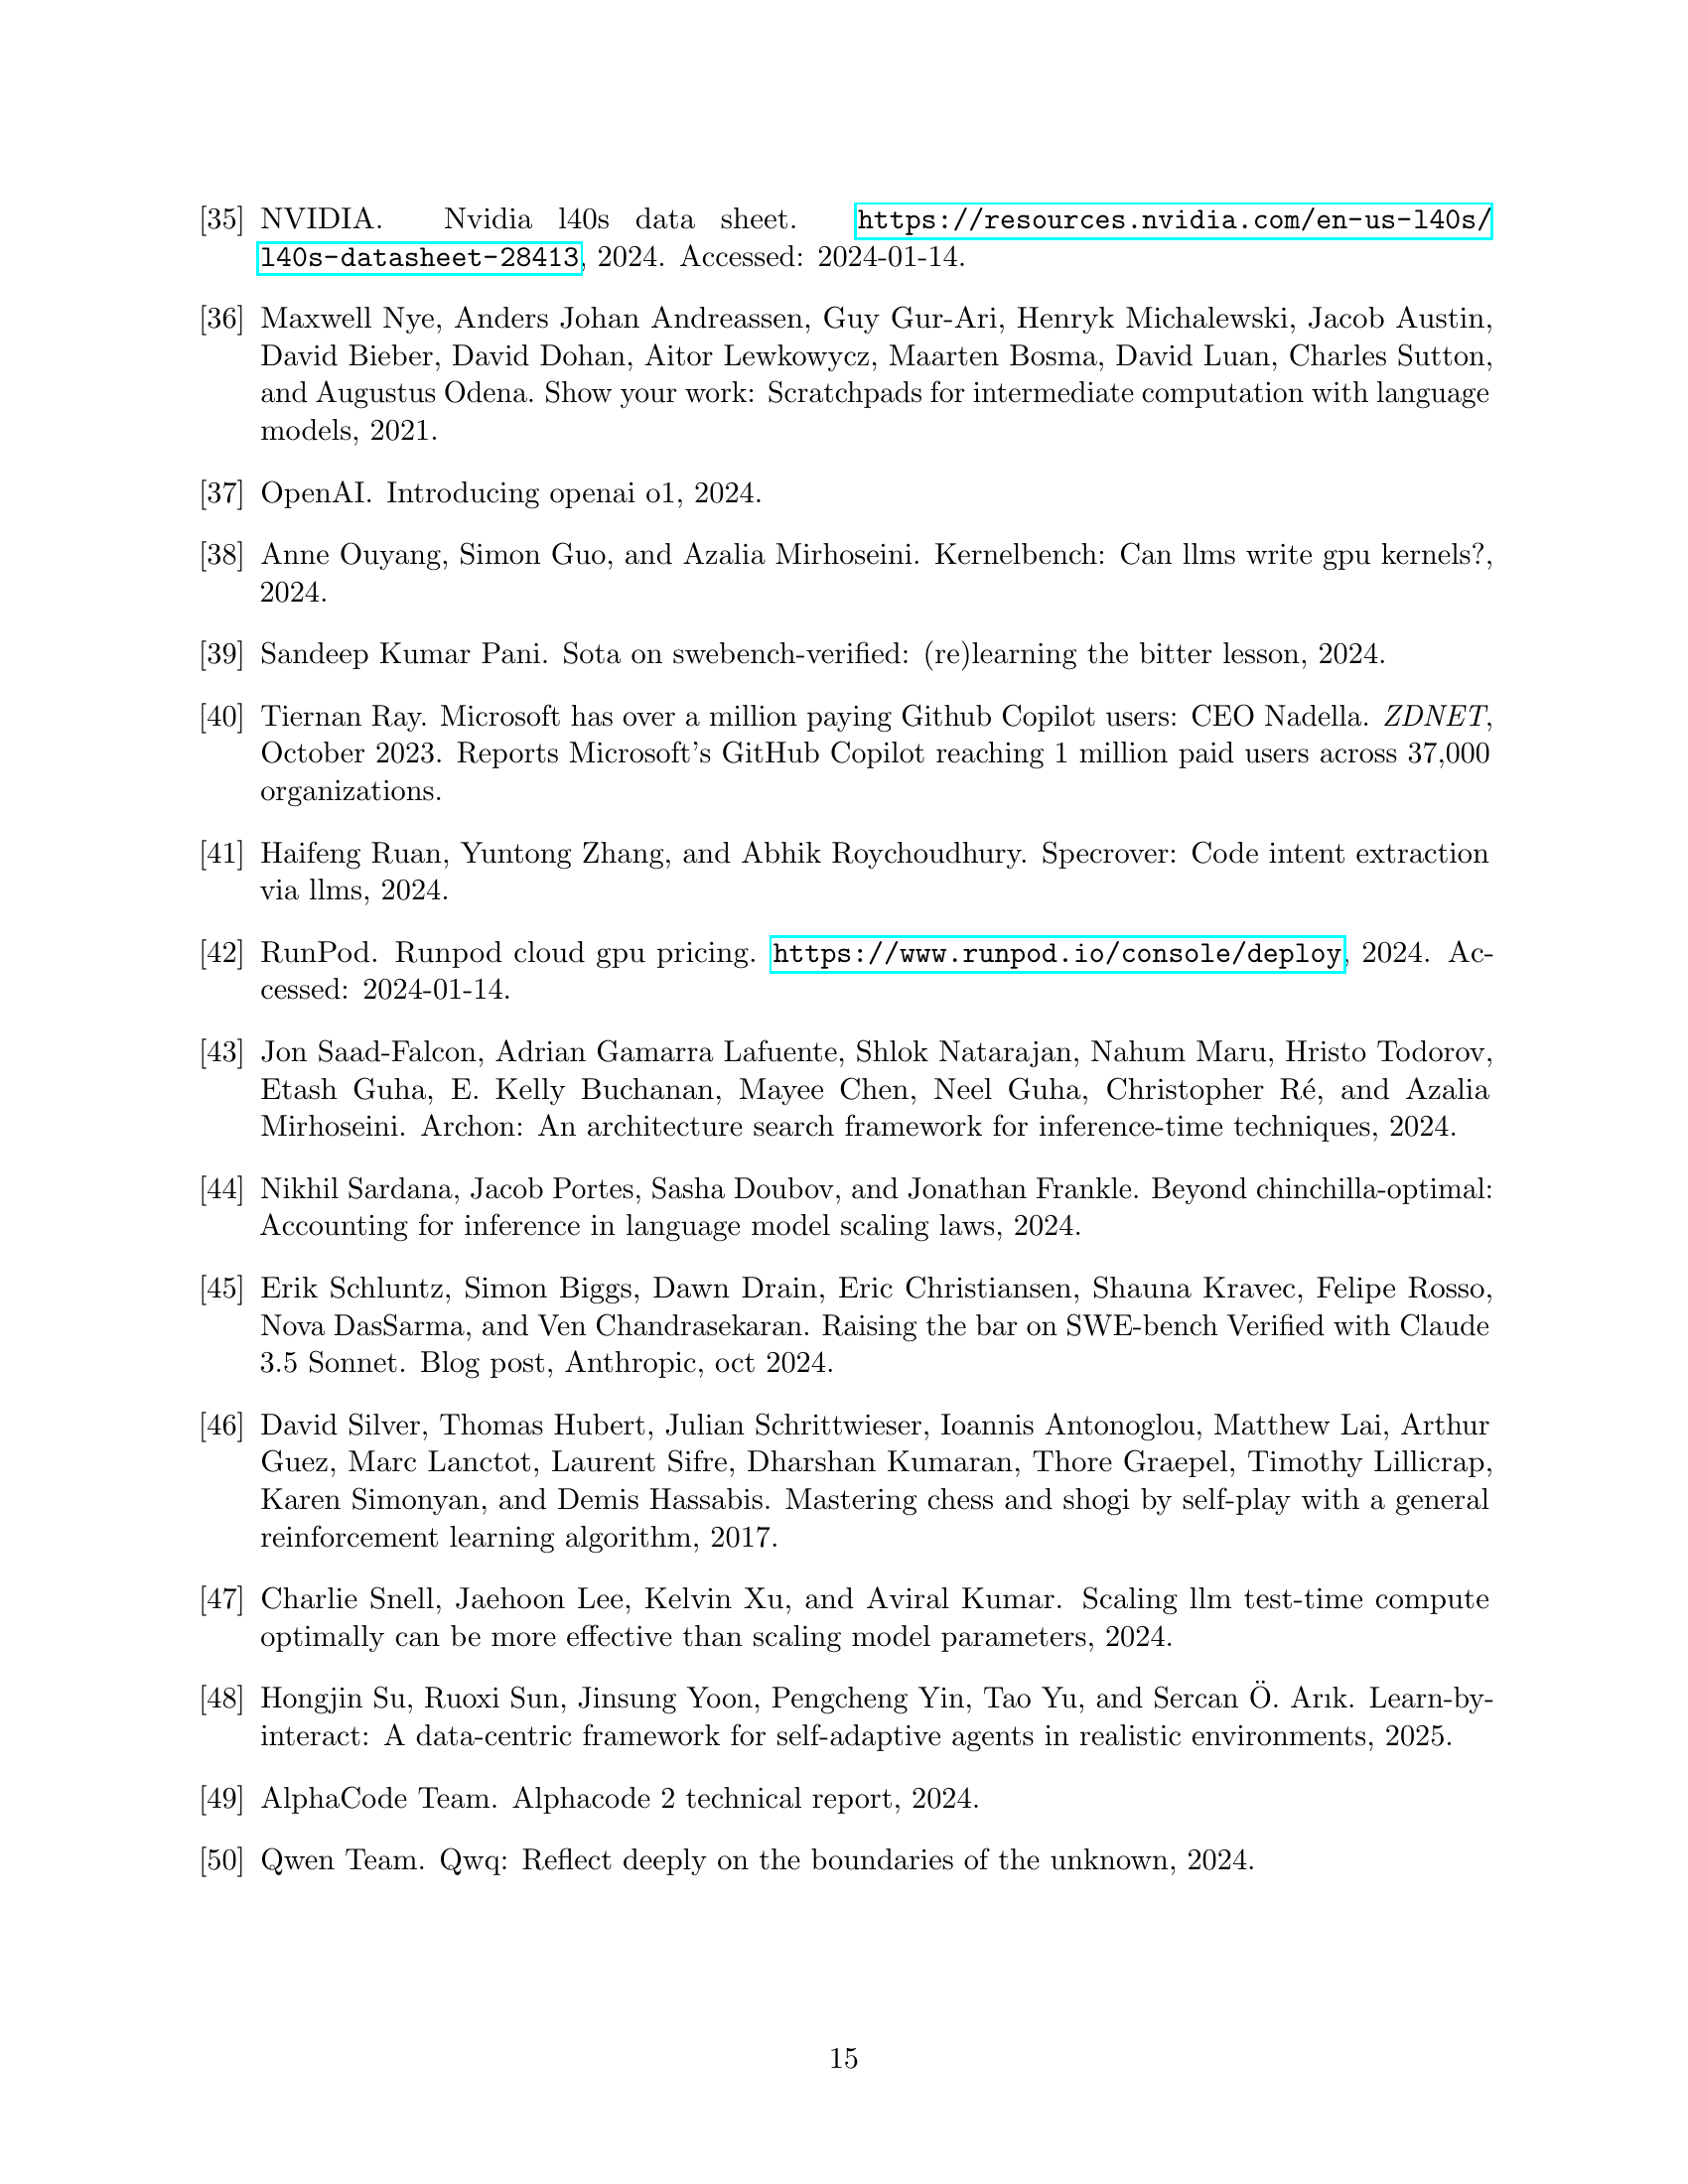 [35] NVIDIA. Nvidia l40s data sheet. https://resources.nvidia.com/en-us-l40s/
l40s-datasheet-28413, 2024. Accessed: 2024-01-14.
[36] Maxwell Nye, Anders Johan Andreassen, Guy Gur-Ari, Henryk Michalewski, Jacob Austin,
David Bieber, David Dohan, Aitor Lewkowycz, Maarten Bosma, David Luan, Charles Sutton,
and Augustus Odena. Show your work: Scratchpads for intermediate computation with language
models, 2021.
[37] OpenAI. Introducing openai o1, 2024.
[38] Anne Ouyang, Simon Guo, and Azalia Mirhoseini. Kernelbench: Can llms write gpu kernels?,
2024.
[39] Sandeep Kumar Pani. Sota on swebench-verified: (re)learning the bitter lesson, 2024.
[40] Tiernan Ray. Microsoft has over a million paying Github Copilot users: CEO Nadella. ZDNET,
October 2023. Reports Microsoft's GitHub Copilot reaching 1 million paid users across 37,000
organizations.
[41] Haifeng Ruan, Yuntong Zhang, and Abhik Roychoudhury. Specrover: Code intent extraction
via llms, 2024.
[42] RunPod. Runpod cloud gpu pricing. https://www.runpod.io/console/deploy, 2024. Ac-
cessed: 2024-01-14.
[43] Jon Saad-Falcon, Adrian Gamarra Lafuente, Shlok Natarajan, Nahum Maru, Hristo Todorov,
Etash Guha, E. Kelly Buchanan, Mayee Chen, Neel Guha, Christopher Ré, and Azalia
Mirhoseini. Archon: An architecture search framework for inference-time techniques, 2024.
[44] Nikhil Sardana, Jacob Portes, Sasha Doubov, and Jonathan Frankle. Beyond chinchilla-optimal:
Accounting for inference in language model scaling laws, 2024.
[45] Erik Schluntz, Simon Biggs, Dawn Drain, Eric Christiansen, Shauna Kravec, Felipe Rosso,
Nova DasSarma, and Ven Chandrasekaran. Raising the bar on SWE-bench Verified with Claude
3.5 Sonnet. Blog post, Anthropic, oct 2024.
[46] David Silver, Thomas Hubert, Julian Schrittwieser, Ioannis Antonoglou, Matthew Lai, Arthur
Guez, Marc Lanctot, Laurent Sifre, Dharshan Kumaran, Thore Graepel, Timothy Lillicrap,
Karen Simonyan, and Demis Hassabis. Mastering chess and shogi by self-play with a general
reinforcement learning algorithm, 2017.
[47] Charlie Snell, Jaehoon Lee, Kelvin Xu, and Aviral Kumar. Scaling llm test-time compute
optimally can be more effective than scaling model parameters, 2024.
[48] Hongjin Su, Ruoxi Sun, Jinsung Yoon, Pengcheng Yin, Tao Yu, and Sercan Ö. Arık. Learn-by-
interact: A data-centric framework for self-adaptive agents in realistic environments, 2025.
[49] AlphaCode Team. Alphacode 2 technical report, 2024.
[50] Qwen Team. Qwq: Reflect deeply on the boundaries of the unknown, 2024.
15